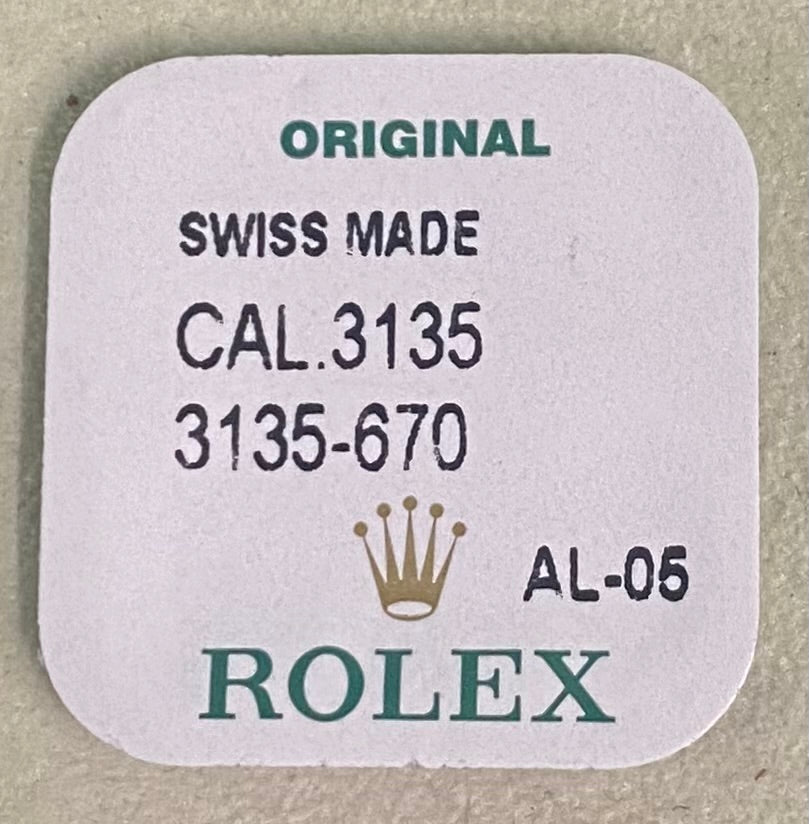 ORIGINAL
SWISS MADE
CAL.3135
3135-670
AL-05
ROLEX